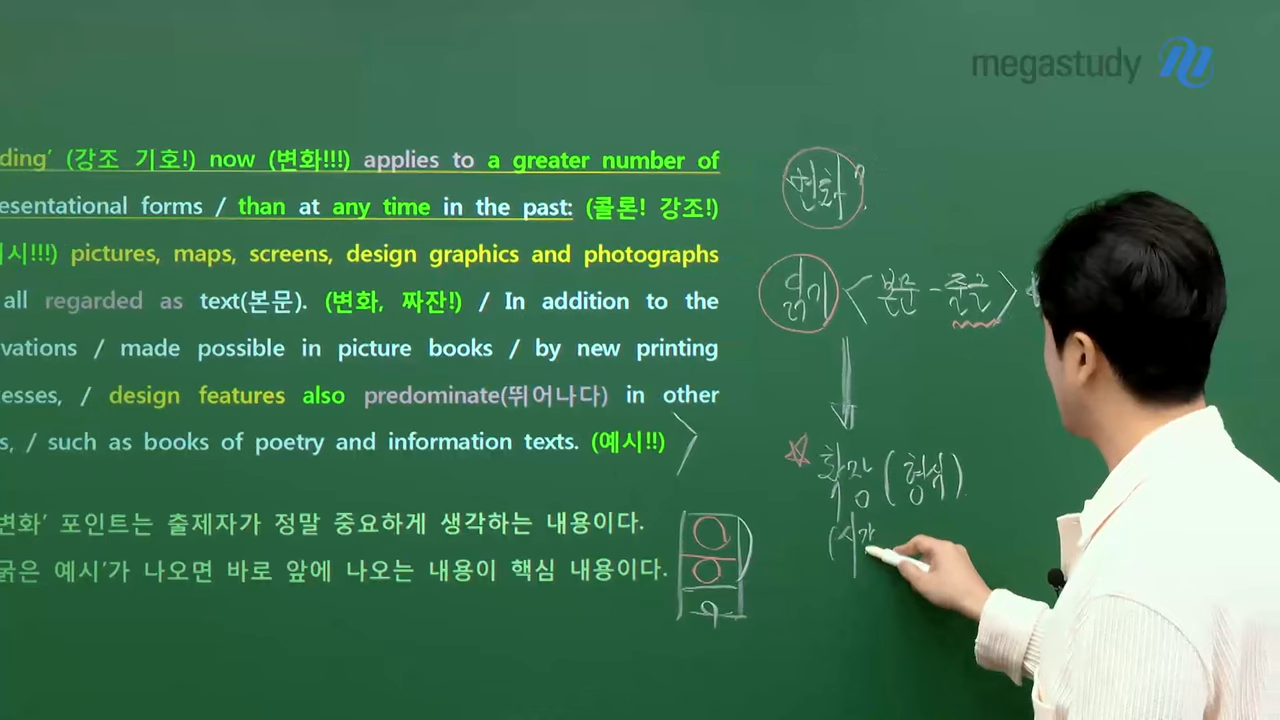 megastudy
ding' (강조 기호!) now (변화!!!) applies to a greater number of
esentational forms / than at any time in the past: (콜론! 강조!)
시!!!) pictures, maps, screens, design graphics and photographs
all regarded as text(본문). (변화, 짜잔!) / In addition to the
vations / made possible in picture books / by new printing
esses, / design features also predominate(뛰어나다) in other
s, / such as books of poetry and information texts. (예시!!)
변화' 포인트는 출제자가 정말 중요하게 생각하는 내용이다.
굵은 예시'가 나오면 바로 앞에 나오는 내용이 핵심 내용이다.
변화?
읽기 < 본문 - 줄글 >
확장 (형식)
(시각